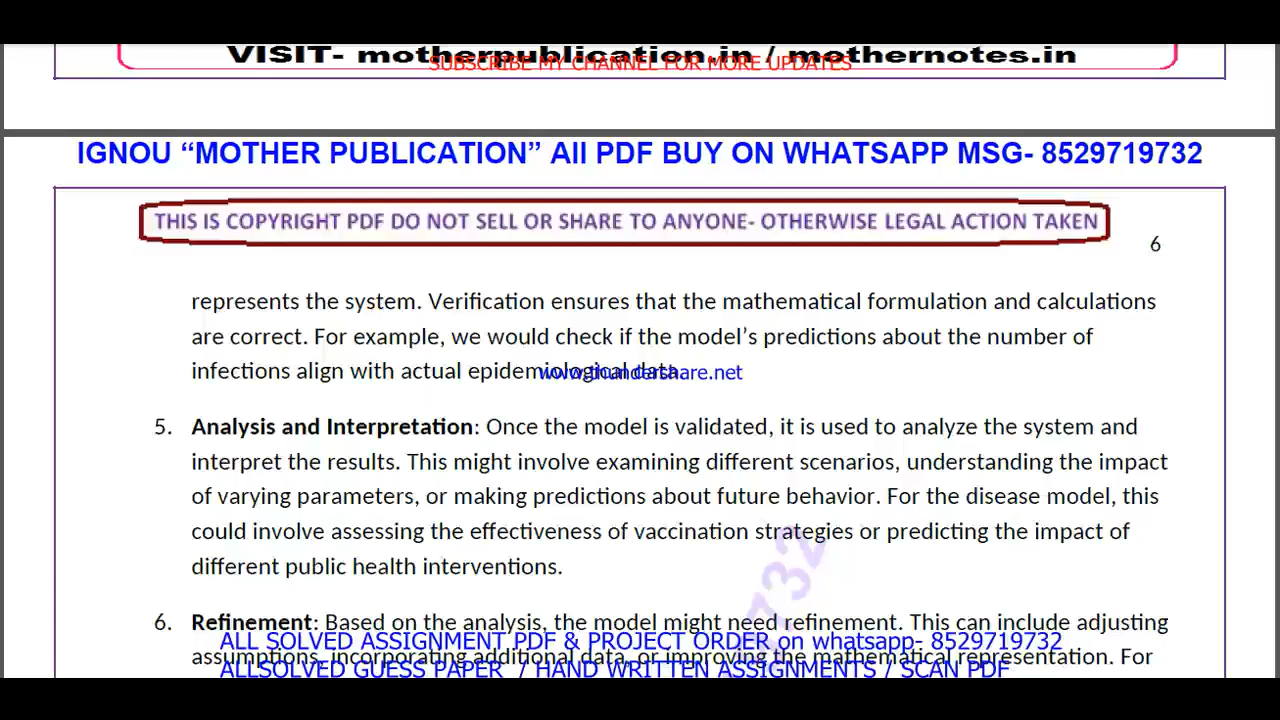 VISIT- motherpublication.in / mothernotes.in
SUBSCRIBE MY CHANNEL FOR MORE UPDATES
IGNOU “MOTHER PUBLICATION” All PDF BUY ON WHATSAPP MSG- 8529719732
THIS IS COPYRIGHT PDF DO NOT SELL OR SHARE TO ANYONE- OTHERWISE LEGAL ACTION TAKEN
6
represents the system. Verification ensures that the mathematical formulation and calculations
are correct. For example, we would check if the model’s predictions about the number of
infections align with actual epidemiological data.
www.thundershare.net
5. Analysis and Interpretation: Once the model is validated, it is used to analyze the system and
interpret the results. This might involve examining different scenarios, understanding the impact
of varying parameters, or making predictions about future behavior. For the disease model, this
could involve assessing the effectiveness of vaccination strategies or predicting the impact of
different public health interventions.
732
6. Refinement: Based on the analysis, the model might need refinement. This can include adjusting
ALL SOLVED ASSIGNMENT PDF & PROJECT ORDER on whatsapp- 8529719732
assumptions, incorporating additional data, or improving the mathematical representation. For
ALLSOLVED GUESS PAPER / HAND WRITTEN ASSIGNMENTS / SCAN PDF